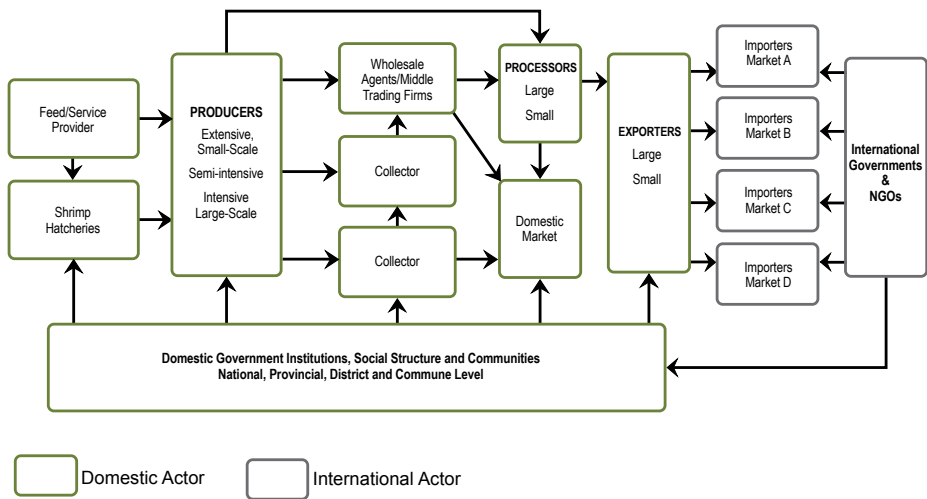 Feed/Service
Provider
Shrimp
Hatcheries
PRODUCERS
Extensive,
Small-Scale
Semi-intensive
Intensive
Large-Scale
Wholesale
Agents/Middle
Trading Firms
Collector
Collector
PROCESSORS
Large
Small
Domestic
Market
EXPORTERS
Large
Small
Importers
Market A
Importers
Market B
Importers
Market C
Importers
Market D
International
Governments
&
NGOs
Domestic Government Institutions, Social Structure and Communities
National, Provincial, District and Commune Level
Domestic Actor
International Actor